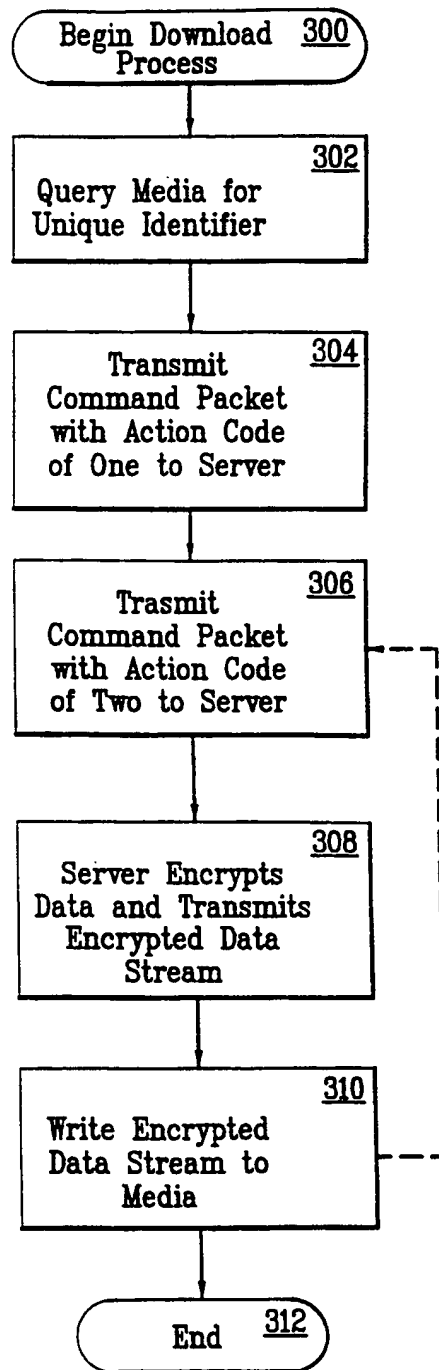 Begin Download 300
Process
302
Query Media for
Unique Identifier
304
Transmit
Command Packet
with Action Code
of One to Server
306
Trasmit
Command Packet
with Action Code
of Two to Server
308
Server Encrypts
Data and Transmits
Encrypted Data
Stream
310
Write Encrypted
Data Stream to
Media
End 312